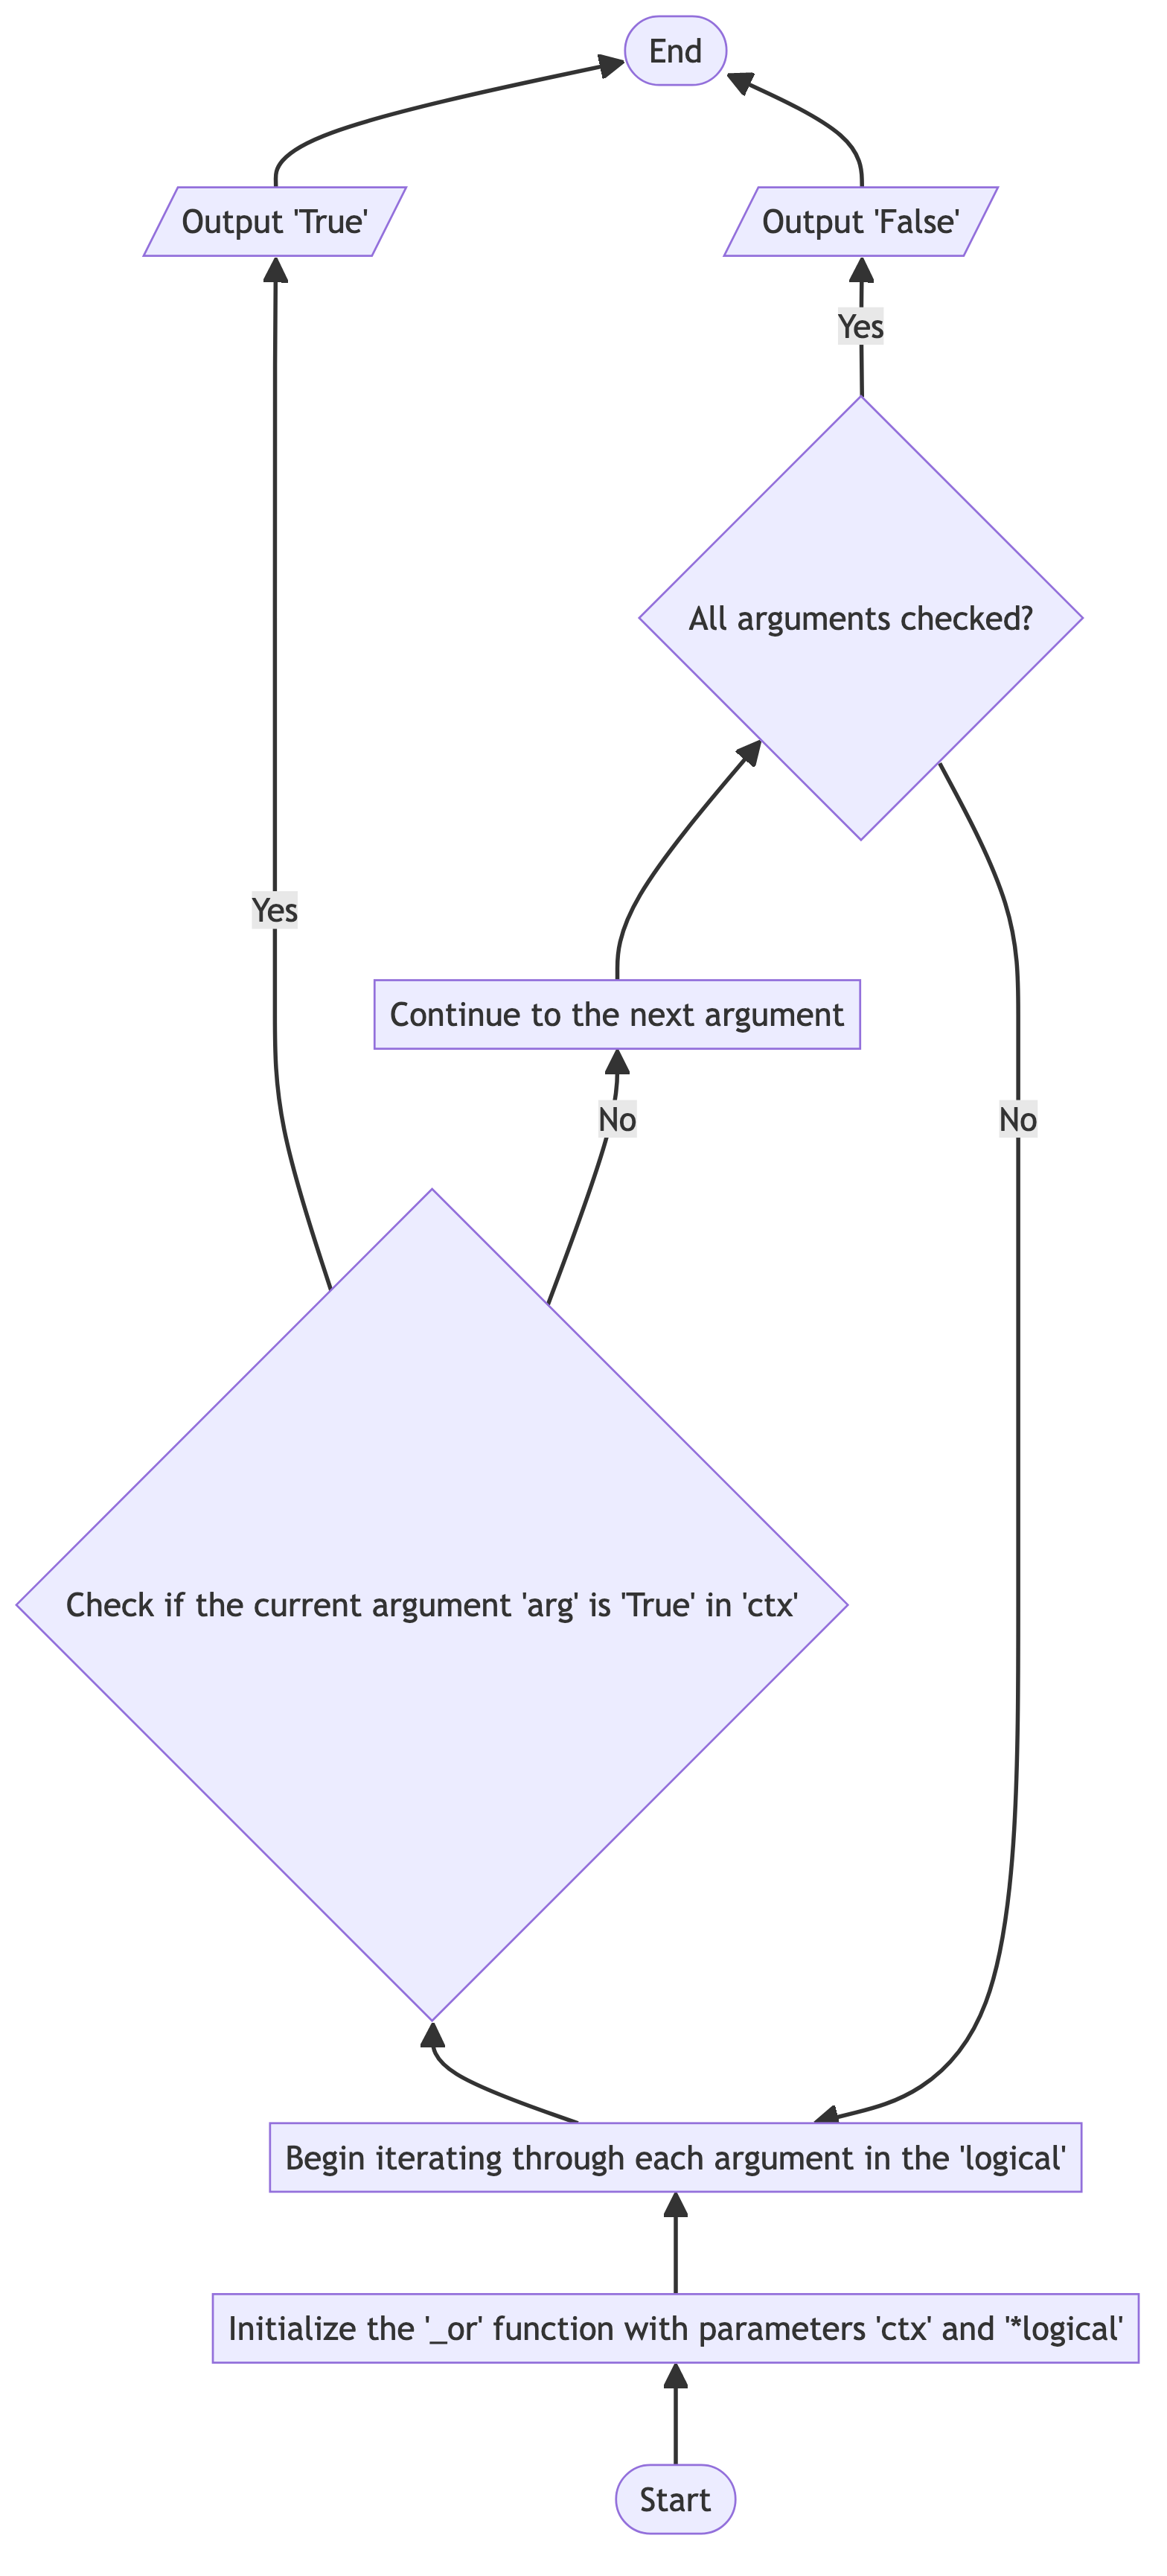 End
Output 'True'
Output 'False'
Yes
All arguments checked?
Yes
Continue to the next argument
No
No
Check if the current argument 'arg' is 'True' in 'ctx'
Begin iterating through each argument in the 'logical'
Initialize the '_or' function with parameters 'ctx' and '*logical'
Start